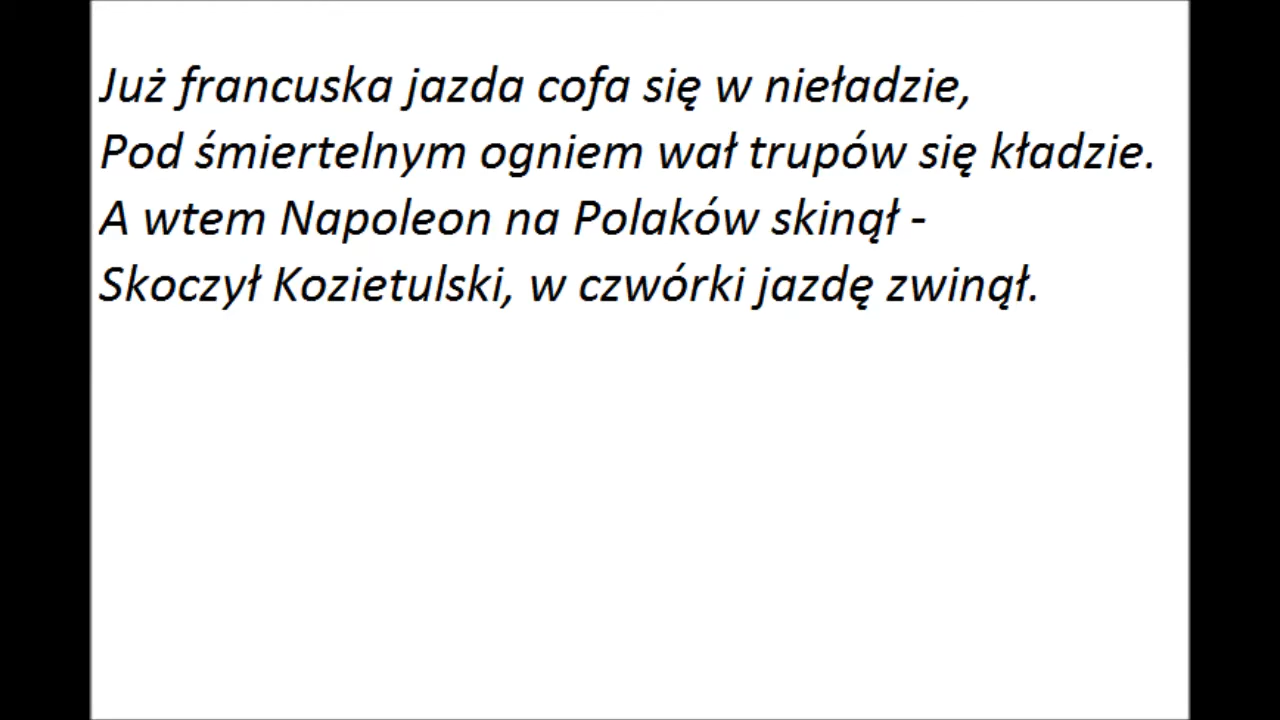 Już francuska jazda cofa się w nieładzie,
Pod śmiertelnym ogniem wał trupów się kładzie.
A wtem Napoleon na Polaków skinął -
Skoczył Kozietulski, w czwórki jazdę zwinął.